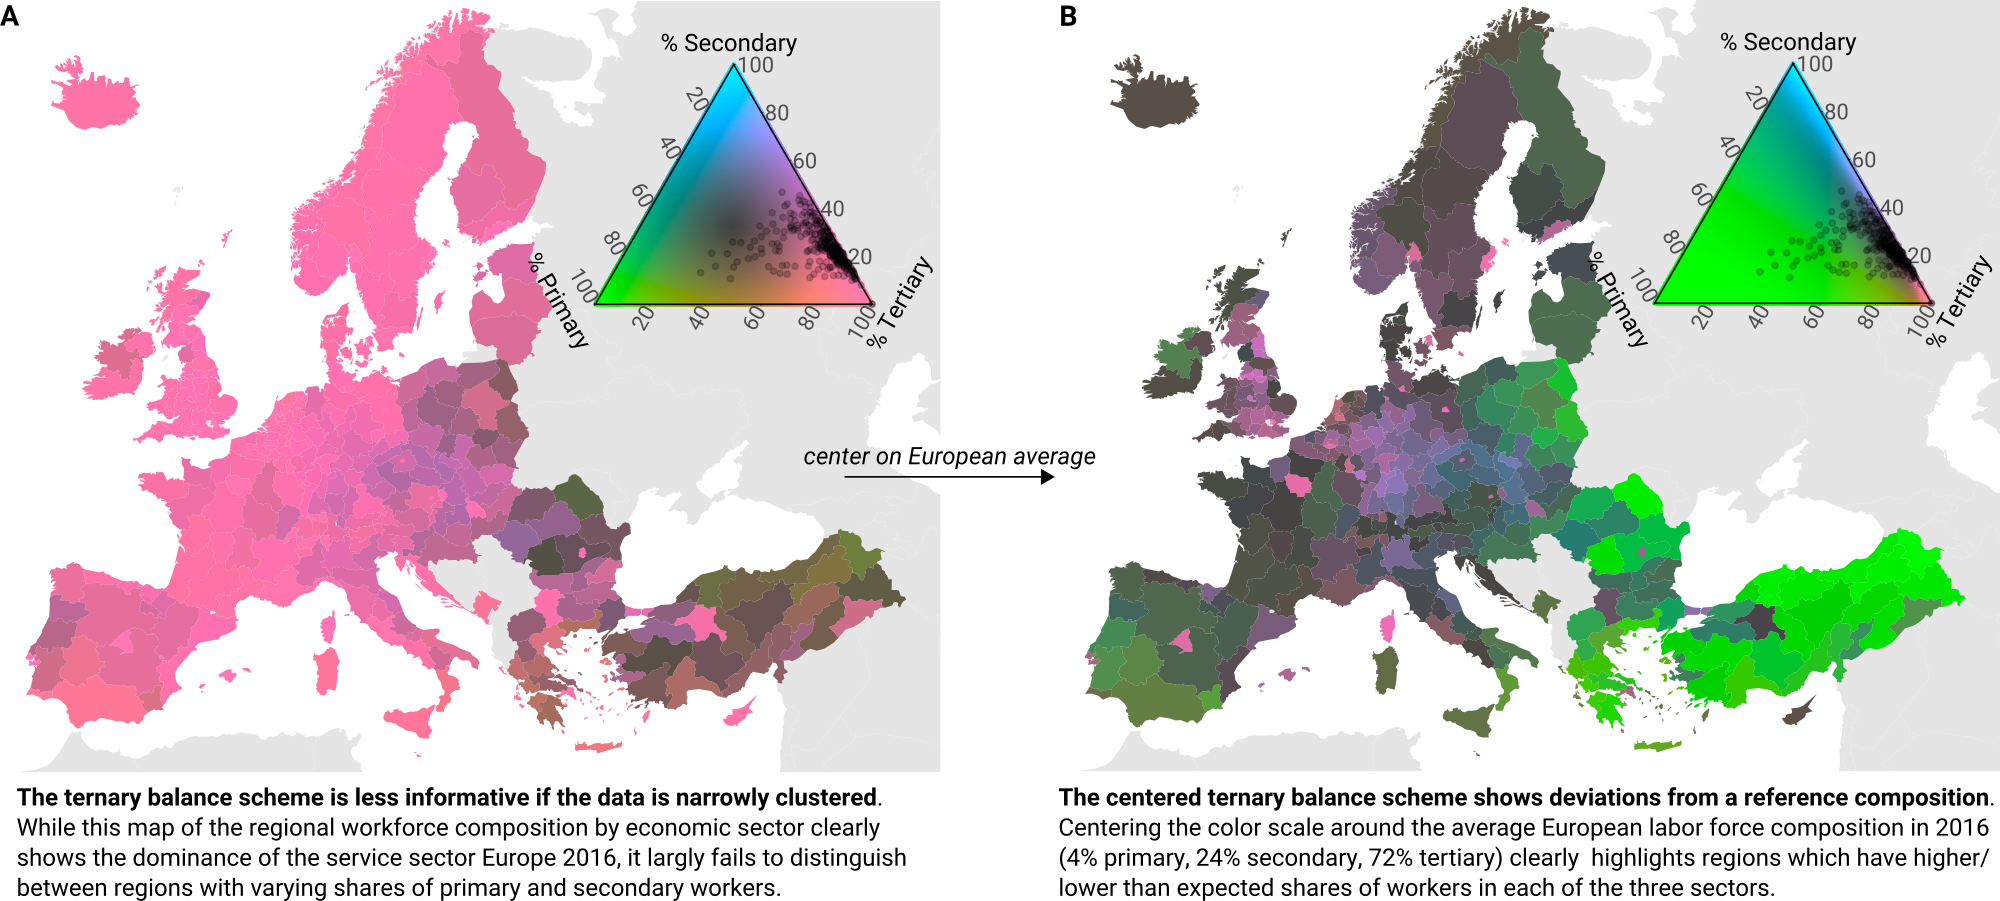 A
% Secondary
100
20
80
40
60
60
40
80
20
100
% Primary
20
40
60
80
100
% Tertiary
center on European average
B
% Secondary
100
20
80
40
60
60
40
80
20
100
% Primary
20
40
60
80
100
% Tertiary
The ternary balance scheme is less informative if the data is narrowly clustered.
While this map of the regional workforce composition by economic sector clearly
shows the dominance of the service sector Europe 2016, it largly fails to distinguish
between regions with varying shares of primary and secondary workers.
The centered ternary balance scheme shows deviations from a reference composition.
Centering the color scale around the average European labor force composition in 2016
(4% primary, 24% secondary, 72% tertiary) clearly  highlights regions which have higher/
lower than expected shares of workers in each of the three sectors.